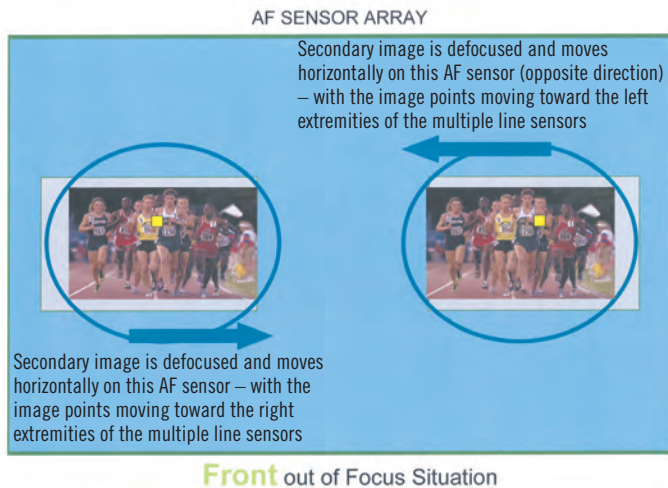 AF SENSOR ARRAY
Secondary image is defocused and moves
horizontally on this AF sensor (opposite direction)
– with the image points moving toward the left
extremities of the multiple line sensors
Secondary image is defocused and moves
horizontally on this AF sensor – with the
image points moving toward the right
extremities of the multiple line sensors
Front out of Focus Situation